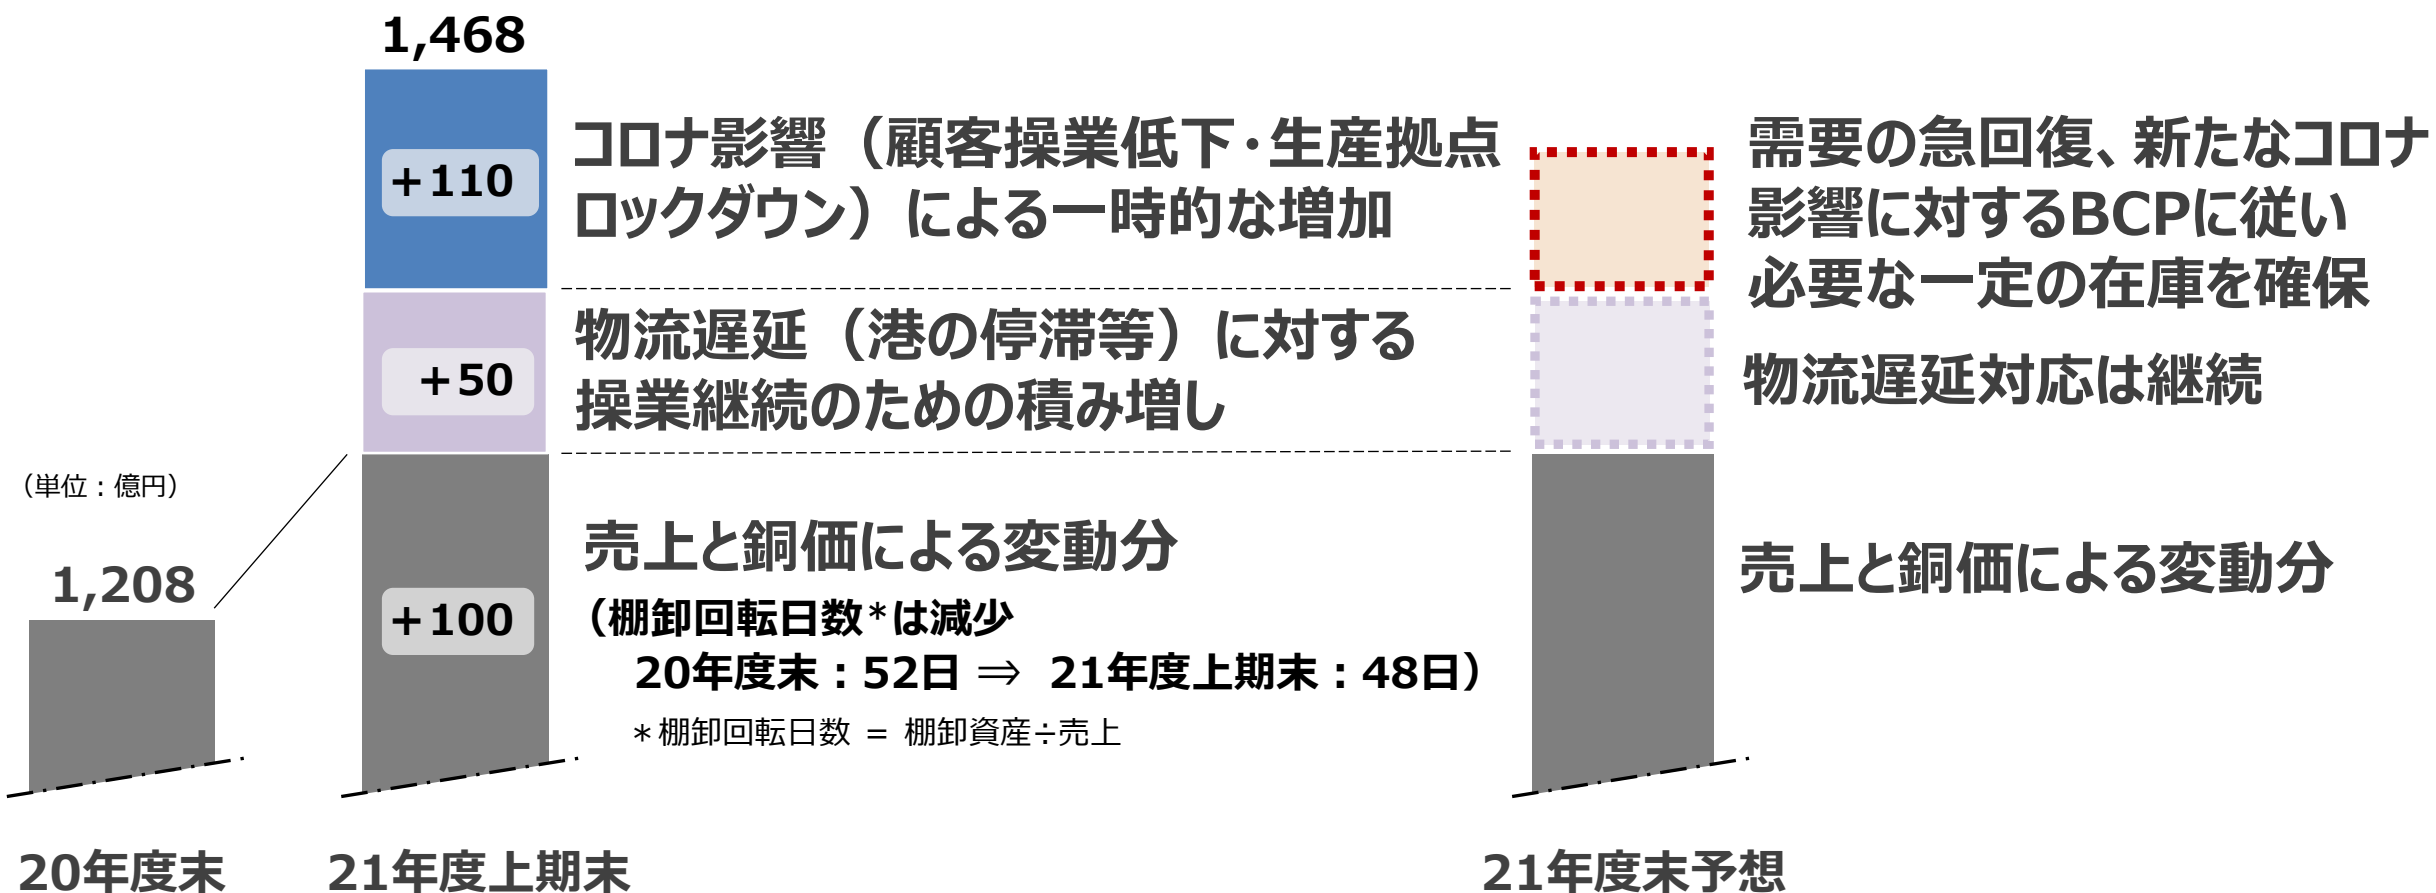 1,468
+110
コロナ影響（顧客操業低下・生産拠点
ロックダウン）による一時的な増加
需要の急回復、新たなコロナ
影響に対するBCPに従い
必要な一定の在庫を確保
+50
物流遅延（港の停滞等）に対する
操業継続のための積み増し
物流遅延対応は継続
（単位：億円）
1,208
+100
売上と銅価による変動分
（棚卸回転日数*は減少
20年度末：52日 ⇒ 21年度上期末：48日）
*棚卸回転日数 = 棚卸資産÷売上
売上と銅価による変動分
20年度末
21年度上期末
21年度末予想